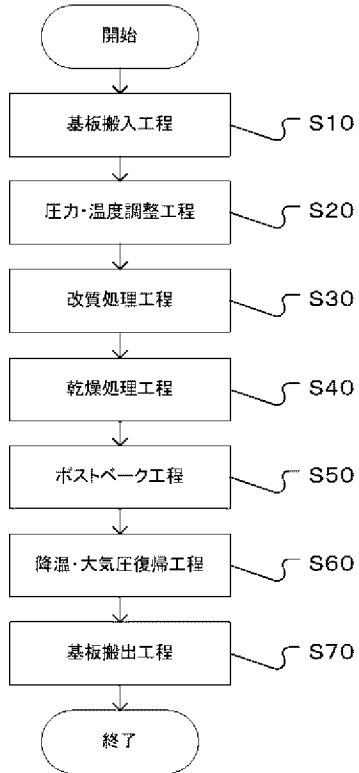 開始
基板搬入工程 S10
圧力・温度調整工程 S20
改質処理工程 S30
乾燥処理工程 S40
ポストベーク工程 S50
降温・大気圧復帰工程 S60
基板搬出工程 S70
終了